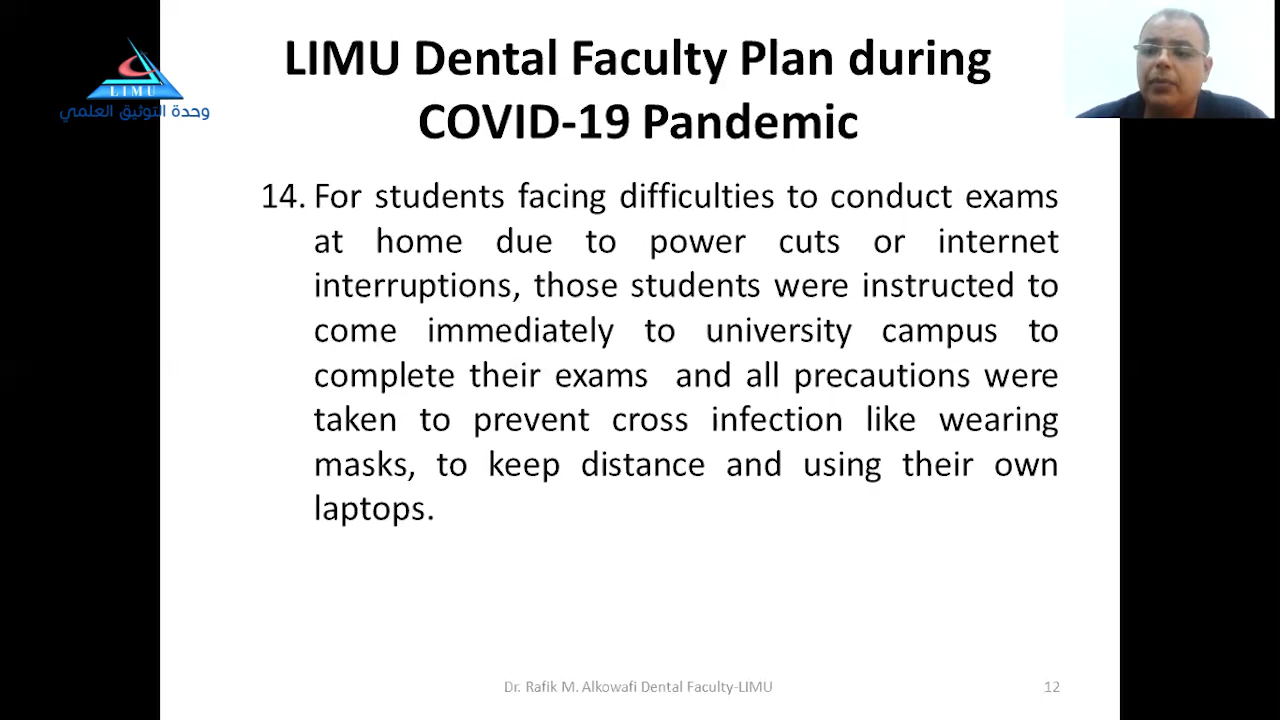 LIMU Dental Faculty Plan during
COVID-19 Pandemic
LIMU
وحدة التوثيق العلمي
14. For students facing difficulties to conduct exams
at home due to power cuts or internet
interruptions, those students were instructed to
come immediately to university campus to
complete their exams and all precautions were
taken to prevent cross infection like wearing
masks, to keep distance and using their own
laptops.
Dr. Rafik M. Alkowafi Dental Faculty-LIMU
12